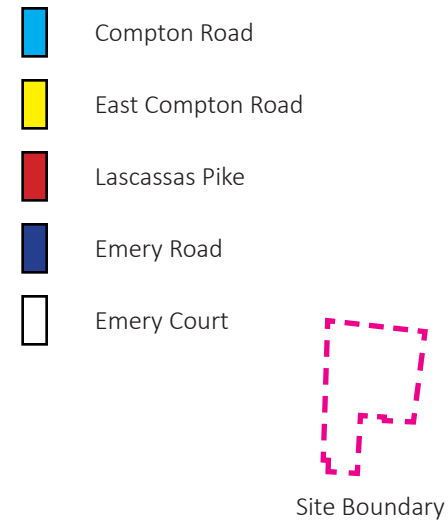 Compton Road
East Compton Road
Lascassas Pike
Emery Road
Emery Court
Site Boundary